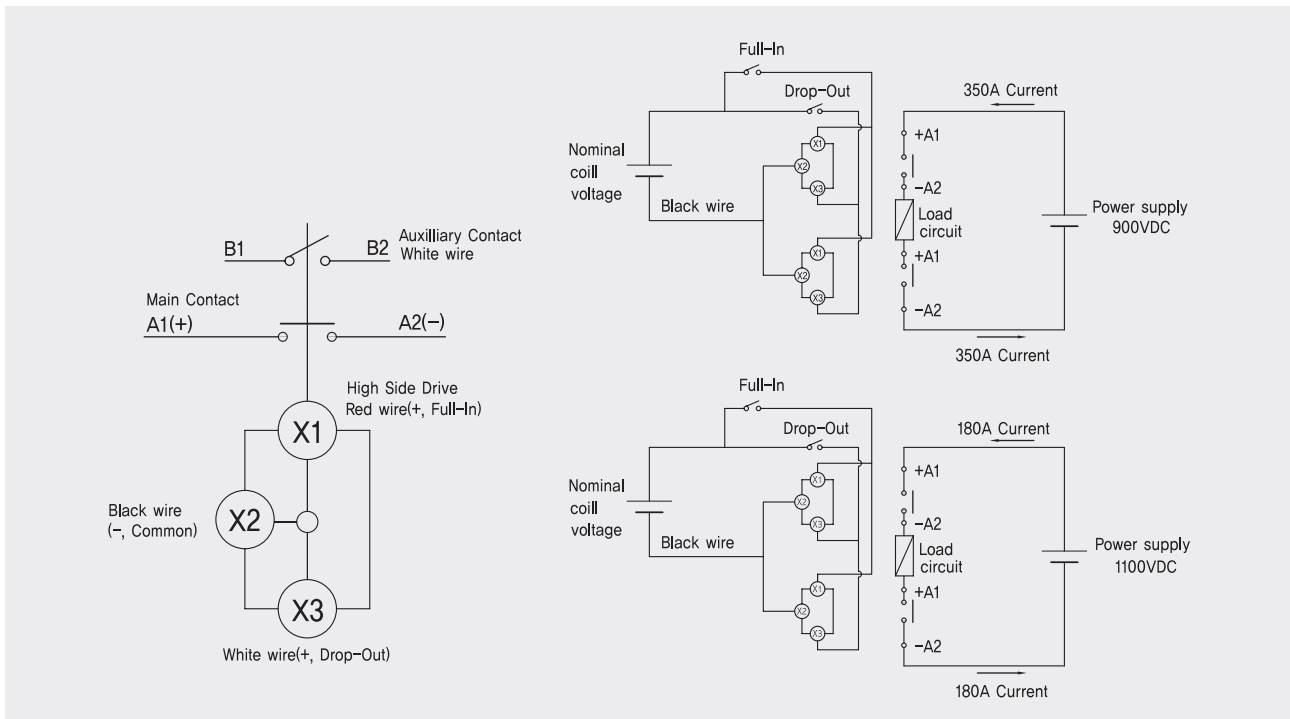 B1
B2
Auxilliary Contact
White wire
Main Contact
A1(+)
A2(−)
High Side Drive
Red wire(+, Full-In)
X1
Black wire
(−, Common)
X2
X3
White wire(+, Drop-Out)
Full-In
Drop-Out
Nominal
coill
voltage
Black wire
X1
X2
X3
X1
X2
X3
350A Current
+A1
−A2
Load
circuit
+A1
−A2
Power supply
900VDC
350A Current
Full-In
Drop-Out
Nominal
coill
voltage
Black wire
X1
X2
X3
X1
X2
X3
180A Current
+A1
−A2
Load
circuit
+A1
−A2
Power supply
1100VDC
180A Current